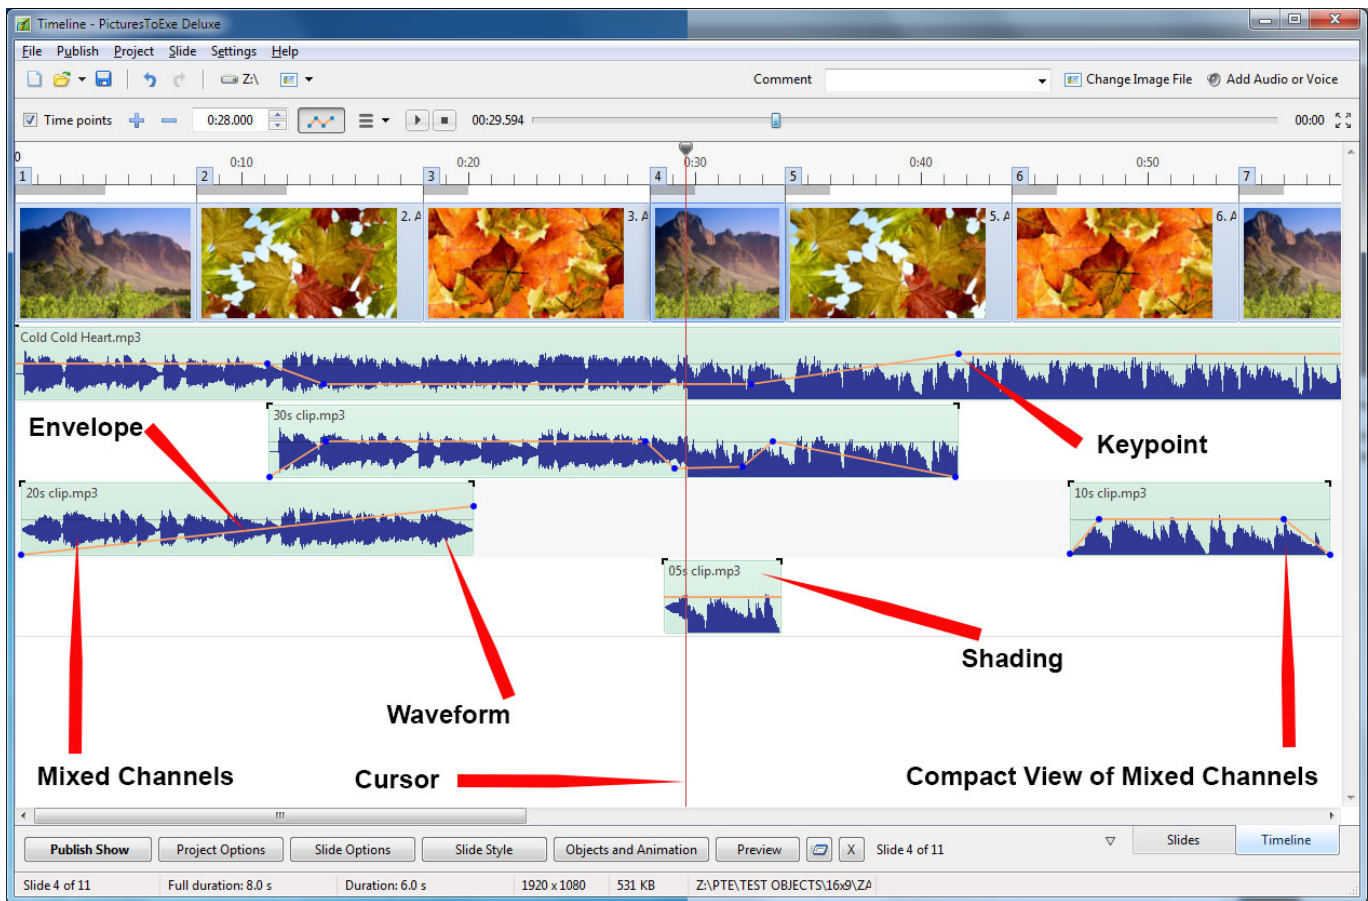 Timeline - PicturesToExe Deluxe
File Publish Project Slide Settings Help
Z:\ Comment Change Image File Add Audio or Voice
Time points 0:28.000 00:29.594 00:00
0 0:10 0:20 0:30 0:40 0:50
1 2 3 4 5 6 7
2. A 3. A 5. A 6. A
Cold Cold Heart.mp3
30s clip.mp3
Envelope
Keypoint
20s clip.mp3 10s clip.mp3
05s clip.mp3
Shading
Waveform
Mixed Channels Cursor Compact View of Mixed Channels
Publish Show Project Options Slide Options Slide Style Objects and Animation Preview X Slide 4 of 11 Slides Timeline
Slide 4 of 11 Full duration: 8.0 s Duration: 6.0 s 1920 x 1080 531 KB Z:\PTE\TEST OBJECTS\16x9\ZA